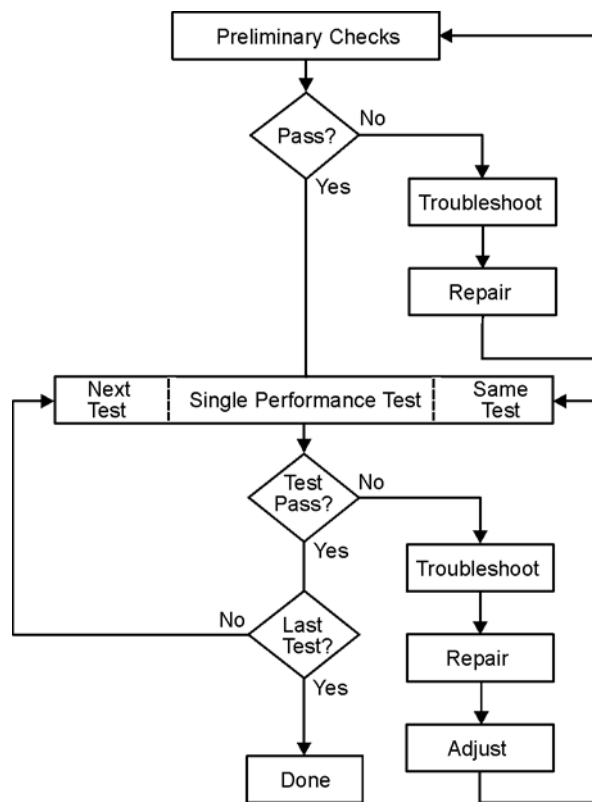 Preliminary Checks
No
Pass?
Yes
Troubleshoot
Repair
Next
Test
Single Performance Test
Same
Test
Test
Pass?
No
Yes
Troubleshoot
No
Last
Test?
Repair
Yes
Adjust
Done